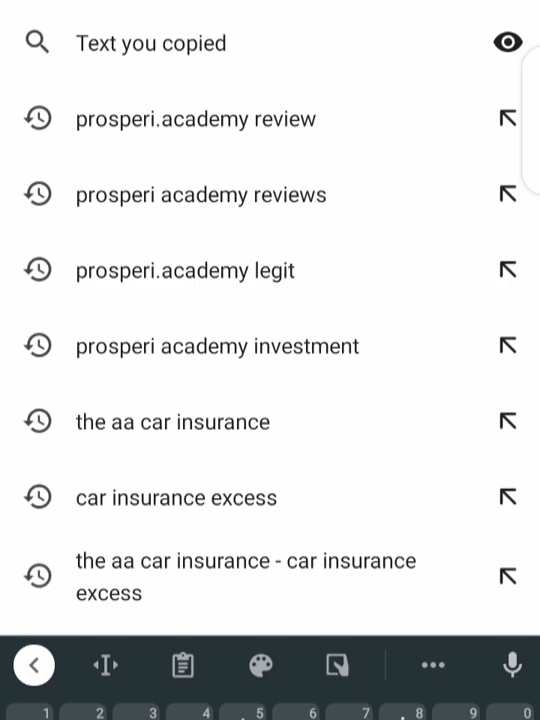 Text you copied
prosperi.academy review
prosperi academy reviews
prosperi.academy legit
prosperi academy investment
the aa car insurance
car insurance excess
the aa car insurance - car insurance
excess
1 2 3 4 5 6 7 8 9 0